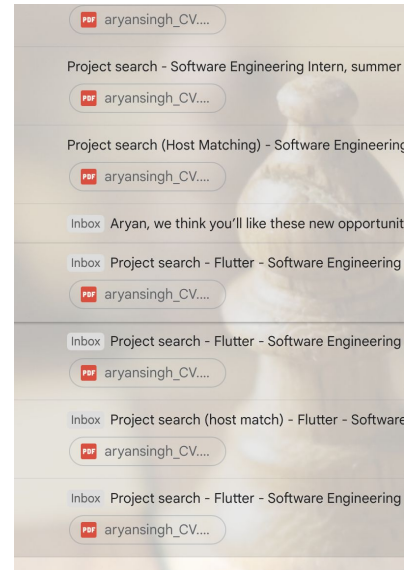 PDF aryansingh_CV....
Project search - Software Engineering Intern, summer
PDF aryansingh_CV....
Project search (Host Matching) - Software Engineering
PDF aryansingh_CV....
Inbox Aryan, we think you'll like these new opportunit
Inbox Project search - Flutter - Software Engineering
PDF aryansingh_CV....
Inbox Project search - Flutter - Software Engineering
PDF aryansingh_CV....
Inbox Project search (host match) - Flutter - Software
PDF aryansingh_CV....
Inbox Project search - Flutter - Software Engineering
PDF aryansingh_CV....